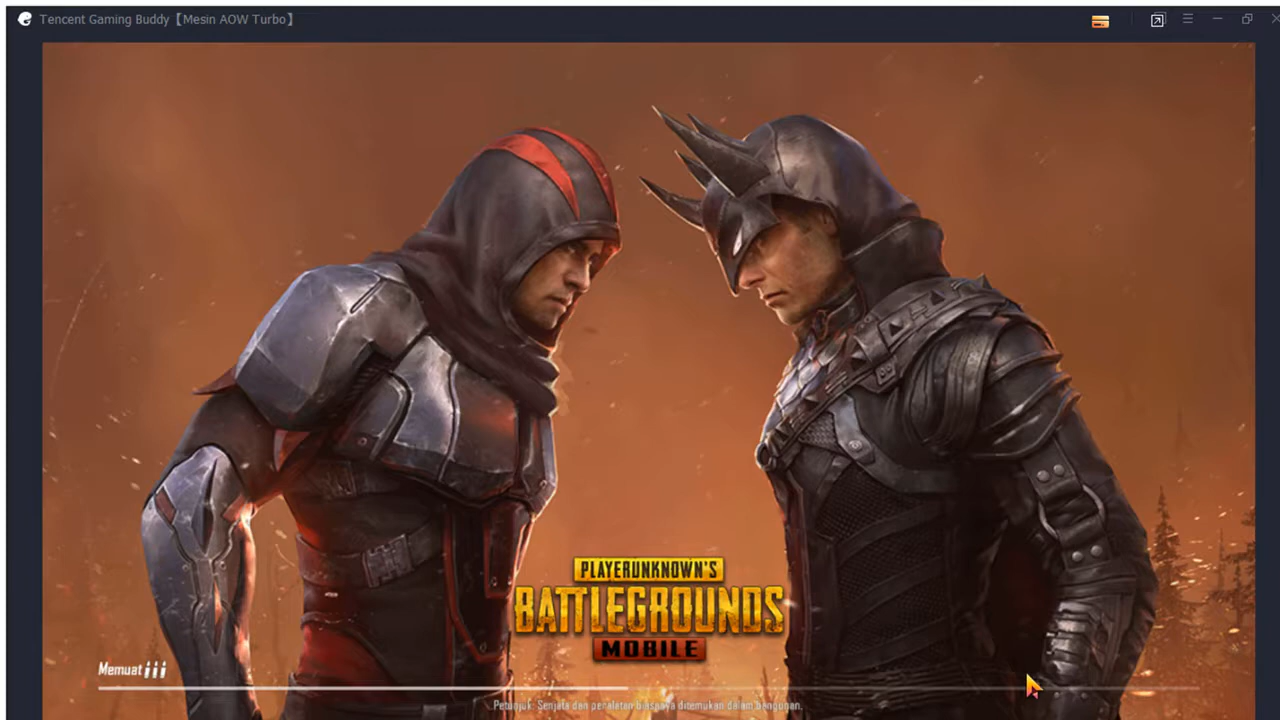 Tencent Gaming Buddy【Mesin AOW Turbo】
PLAYERUNKNOWN'S
BATTLEGROUNDS
MOBILE
Memuat
Petunjuk: Senjata dan peralatan biasanya ditemukan dalam bangunan.